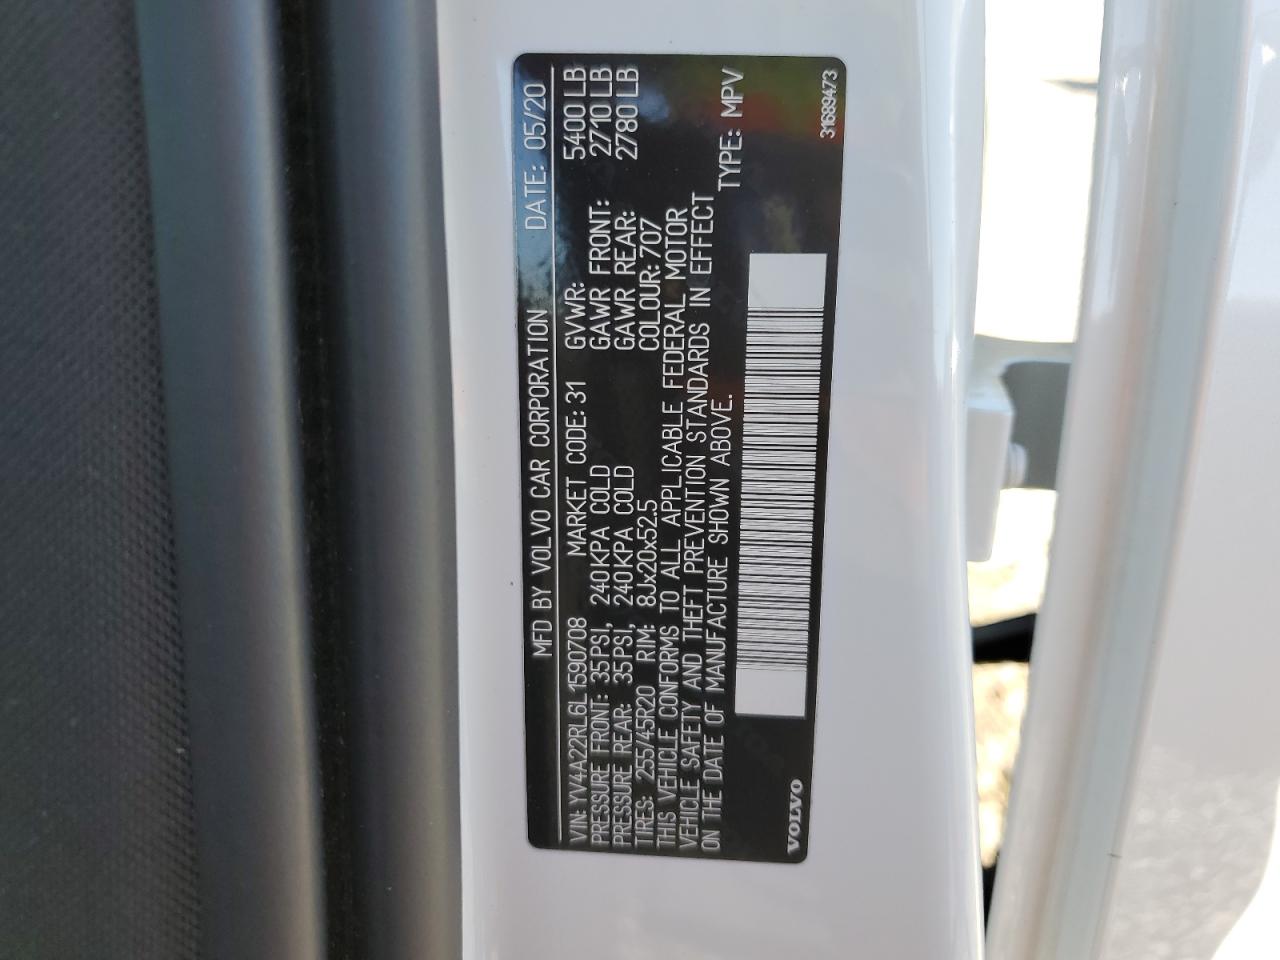 MFD BY VOLVO CAR CORPORATION DATE: 05/20
VIN: YV4A22RL6L1590708 MARKET CODE: 31 GVWR: 5400 LB
PRESSURE FRONT: 35PSI, 240KPA COLD GAWR FRONT: 2710 LB
PRESSURE REAR: 35PSI, 240KPA COLD GAWR REAR: 2780 LB
TIRES: 255/45R20 RIM: 8Jx20x52.5 COLOUR: 707
THIS VEHICLE CONFORMS TO ALL APPLICABLE FEDERAL MOTOR
VEHICLE SAFETY AND THEFT PREVENTION STANDARDS IN EFFECT
ON THE DATE OF MANUFACTURE SHOWN ABOVE. TYPE: MPV
VOLVO 31689473